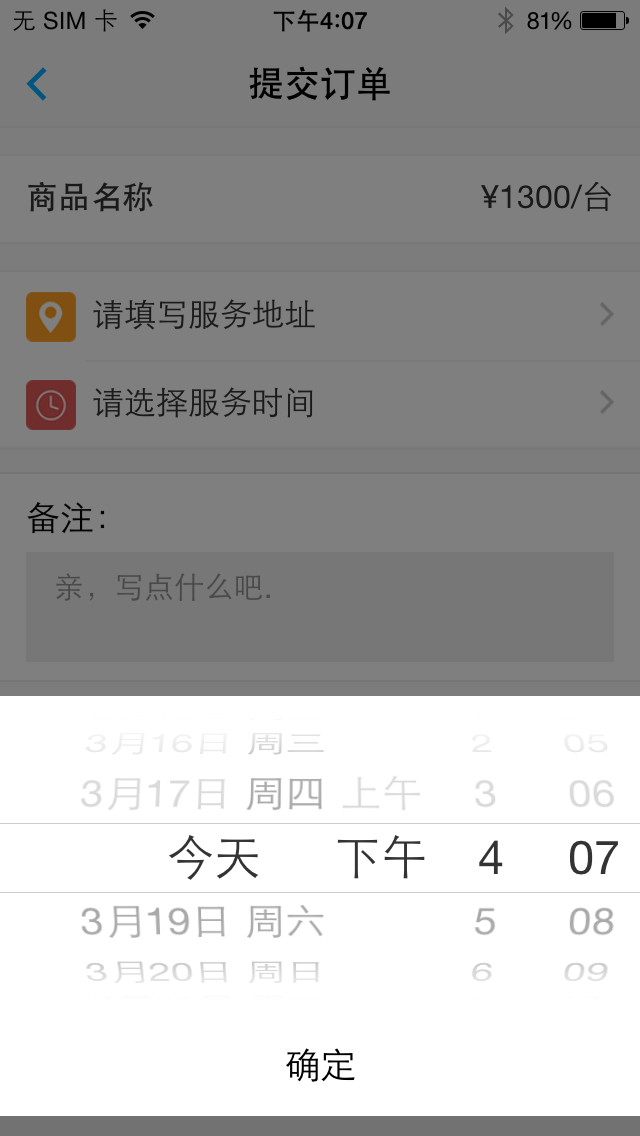 无 SIM 卡 下午4:07 81%
提交订单
商品名称 ¥1300/台
请填写服务地址
请选择服务时间
备注:
亲，写点什么吧.
3月16日 周三 2 05
3月17日 周四 上午 3 06
今天 下午 4 07
3月19日 周六 5 08
3月20日 周日 6 09
确定